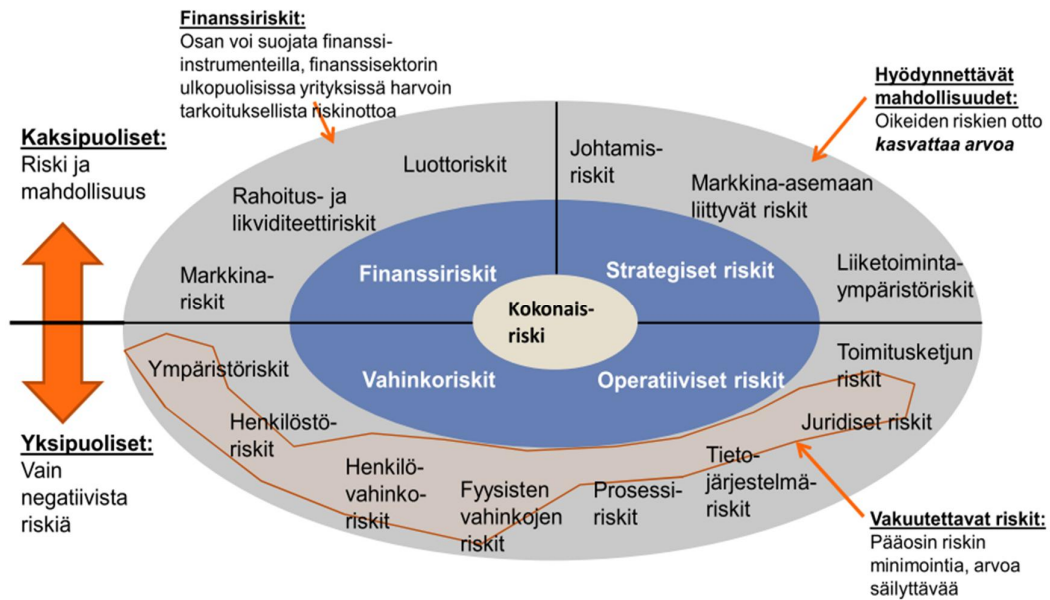 Finanssiriskit:
Osan voi suojata finanssi-
instrumenteilla, finanssisektorin
ulkopuolisissa yrityksissä harvoin
tarkoituksellista riskinottoa
Hyödynnettävät
mahdollisuudet:
Oikeiden riskien otto
kasvattaa arvoa
Kaksipuoliset:
Riski ja
mahdollisuus
Luottoriskit
Johtamis-
riskit
Rahoitus- ja
likviditeettiriskit
Markkina-asemaan
liittyvät riskit
Markkina-
riskit
Liiketoiminta-
ympäristöriskit
Finanssiriskit
Strategiset riskit
Kokonais-
riski
Vahinkoriskit
Operatiiviset riskit
Ympäristöriskit
Toimitusketjun
riskit
Henkilöstö-
riskit
Juridiset riskit
Henkilö-
vahinko-
riskit
Fyysisten
vahinkojen
riskit
Prosessi-
riskit
Tieto-
järjestelmä-
riskit
Yksipuoliset:
Vain
negatiivista
riskiä
Vakuutettavat riskit:
Pääosin riskin
minimointia, arvoa
säilyttävää